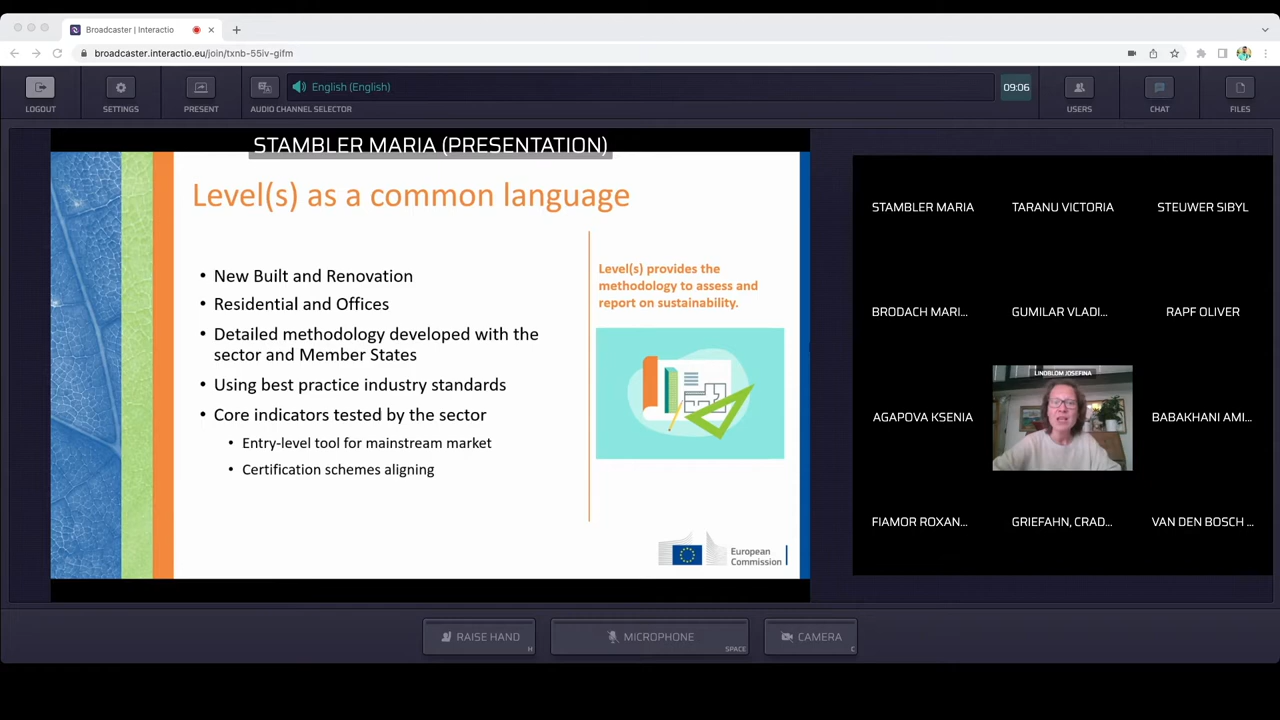 Broadcaster | Interactio
broadcaster.interactio.eu/join/txnb-55iv-gifm
English (English)
09:06
LOGOUT
SETTINGS
PRESENT
AUDIO CHANNEL SELECTOR
USERS
CHAT
FILES
STAMBLER MARIA (PRESENTATION)
Level(s) as a common language
• New Built and Renovation
• Residential and Offices
• Detailed methodology developed with the
sector and Member States
• Using best practice industry standards
• Core indicators tested by the sector
• Entry-level tool for mainstream market
• Certification schemes aligning
Level(s) provides the
methodology to assess and
report on sustainability.
European
Commission
STAMBLER MARIA
TARANU VICTORIA
STEUWER SIBYL
BRODACH MARI...
GUMILAR VLADI...
RAPF OLIVER
AGAPOVA KSENIA
LINDBLOM JOSEFINA
BABAKHANI AMI...
FIAMOR ROXAN...
GRIEFAHN, CRAD...
VAN DEN BOSCH ...
RAISE HAND
H
MICROPHONE
SPACE
CAMERA
C